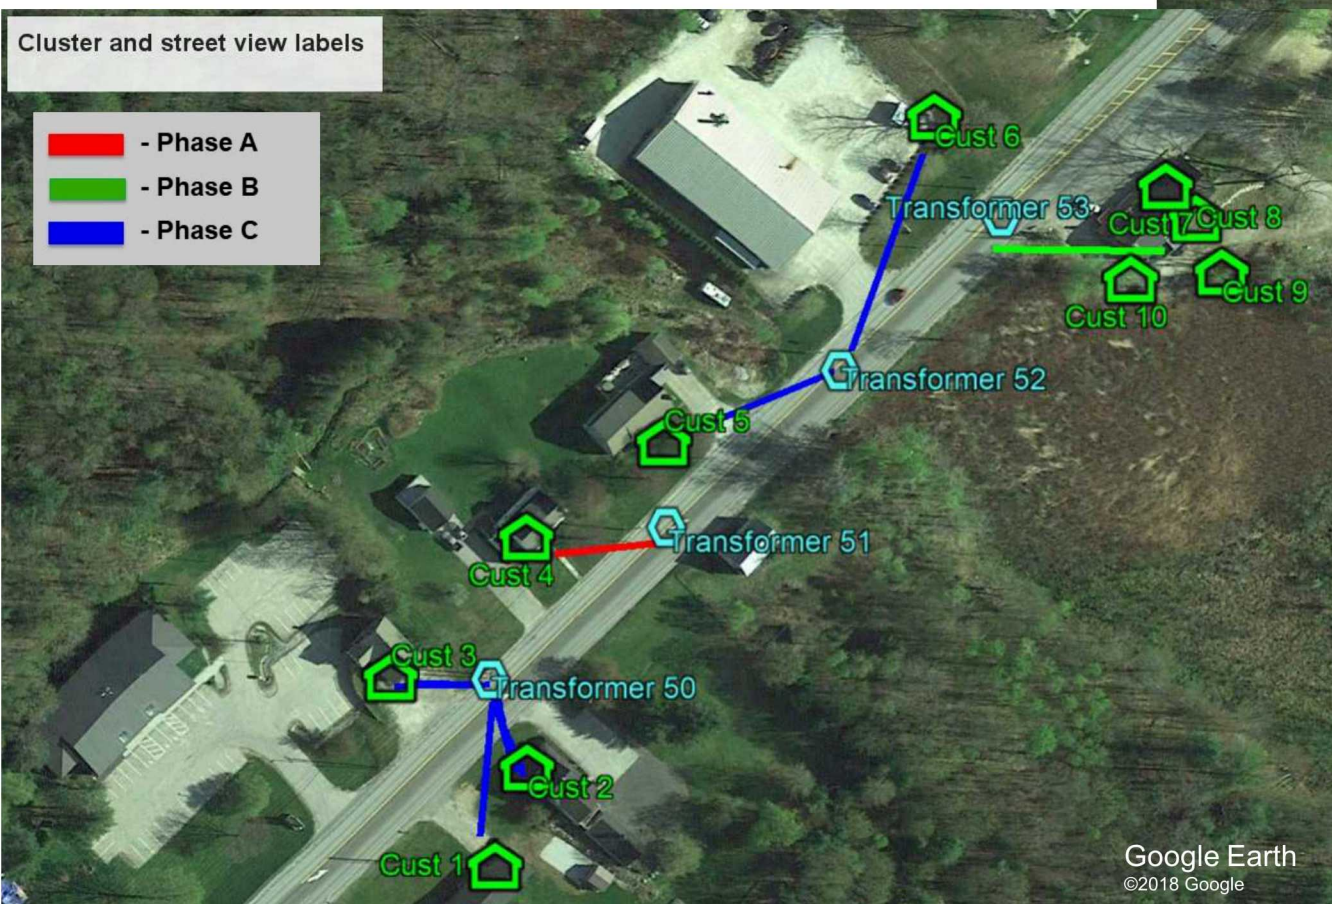 Cluster and street view labels
- Phase A
- Phase B
- Phase C
Cust 6
Transformer 53
Cust 7
Cust 8
Cust 9
Cust 10
Transformer 52
Cust 5
Transformer 51
Cust 4
Cust 3
Transformer 50
Cust 2
Cust 1
Google Earth
©2018 Google